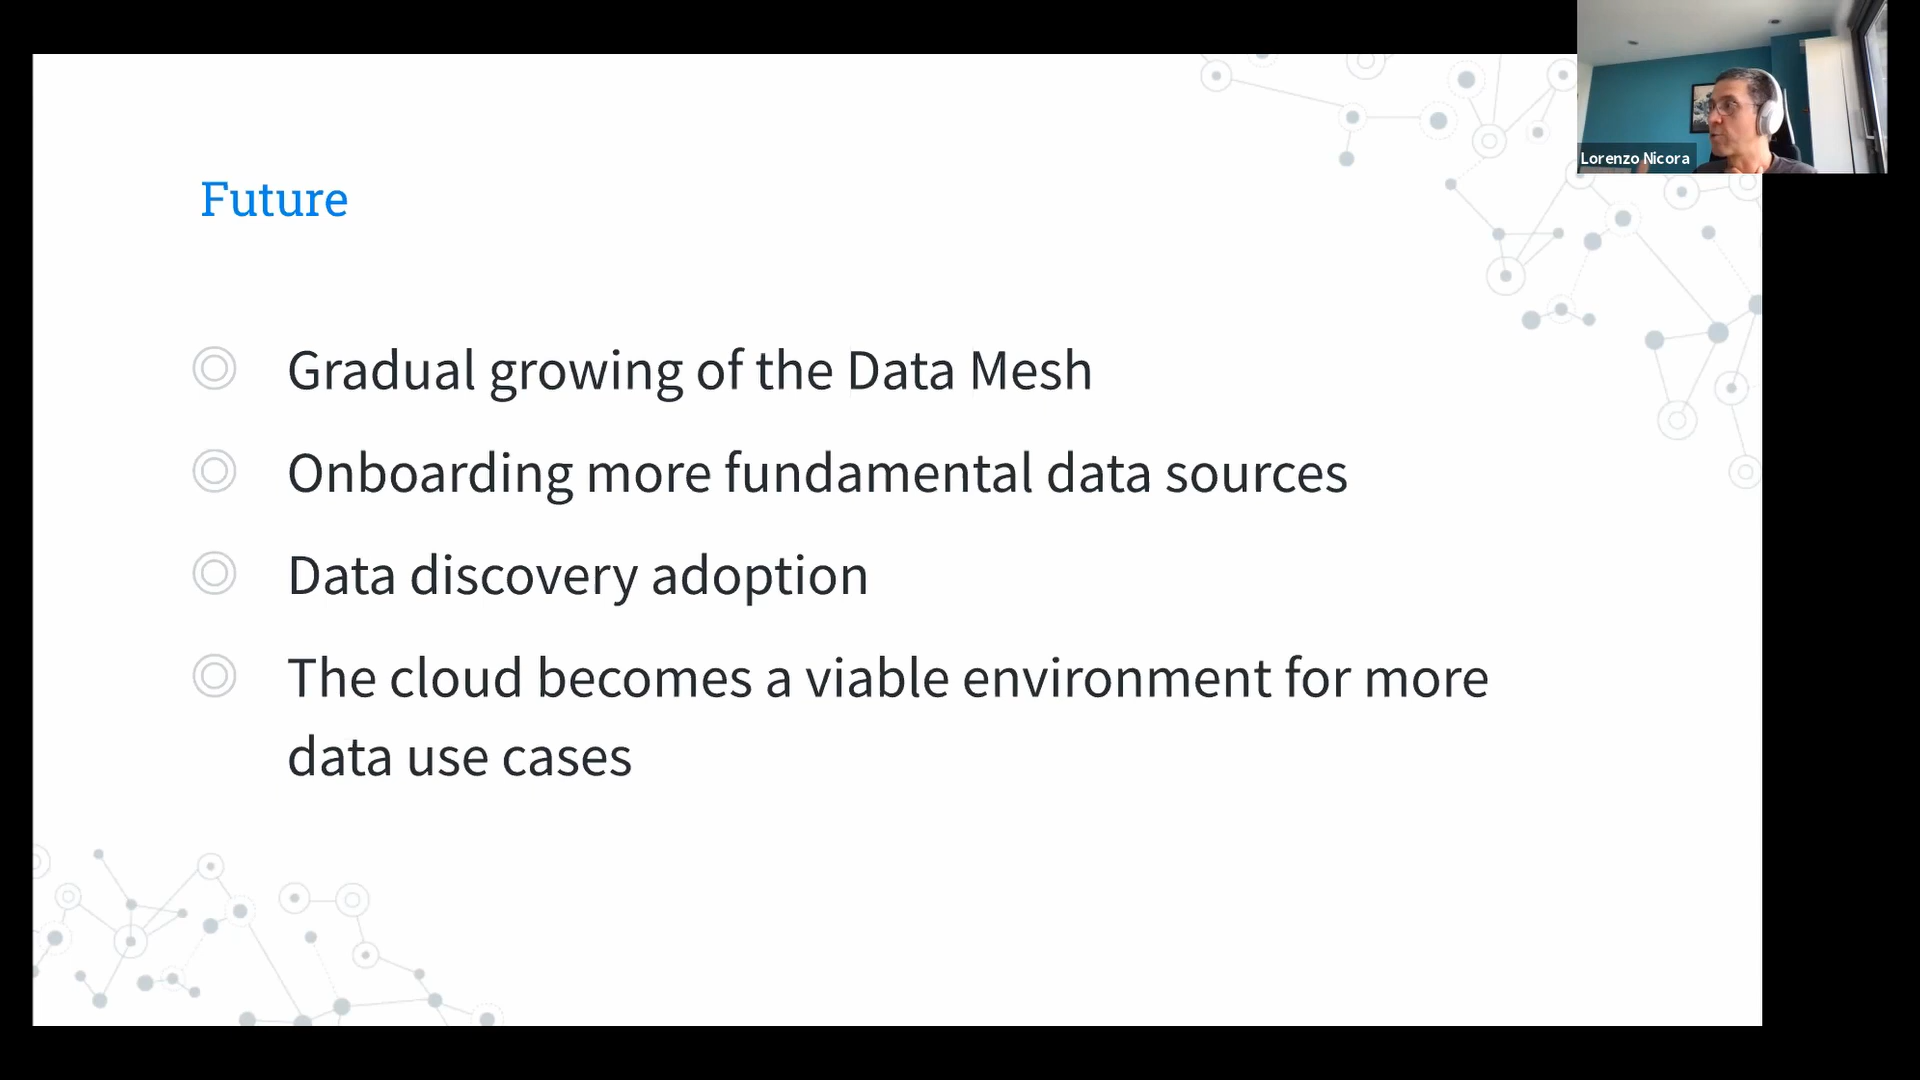 Lorenzo Nicora
Future
Gradual growing of the Data Mesh
Onboarding more fundamental data sources
Data discovery adoption
The cloud becomes a viable environment for more
data use cases